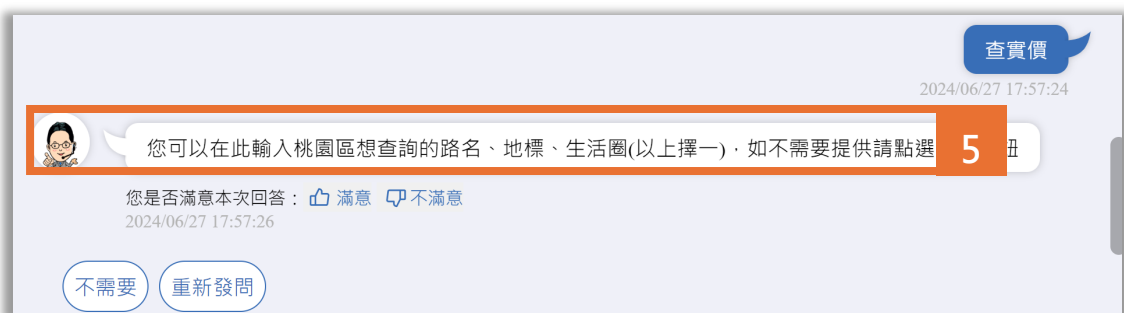 查實價
2024/06/27 17:57:24
您可以在此輸入桃園區想查詢的路名、地標、生活圈(以上擇一)，如不需要提供請點選 5 鈕
您是否滿意本次回答： 滿意 不滿意
2024/06/27 17:57:26
不需要 重新發問